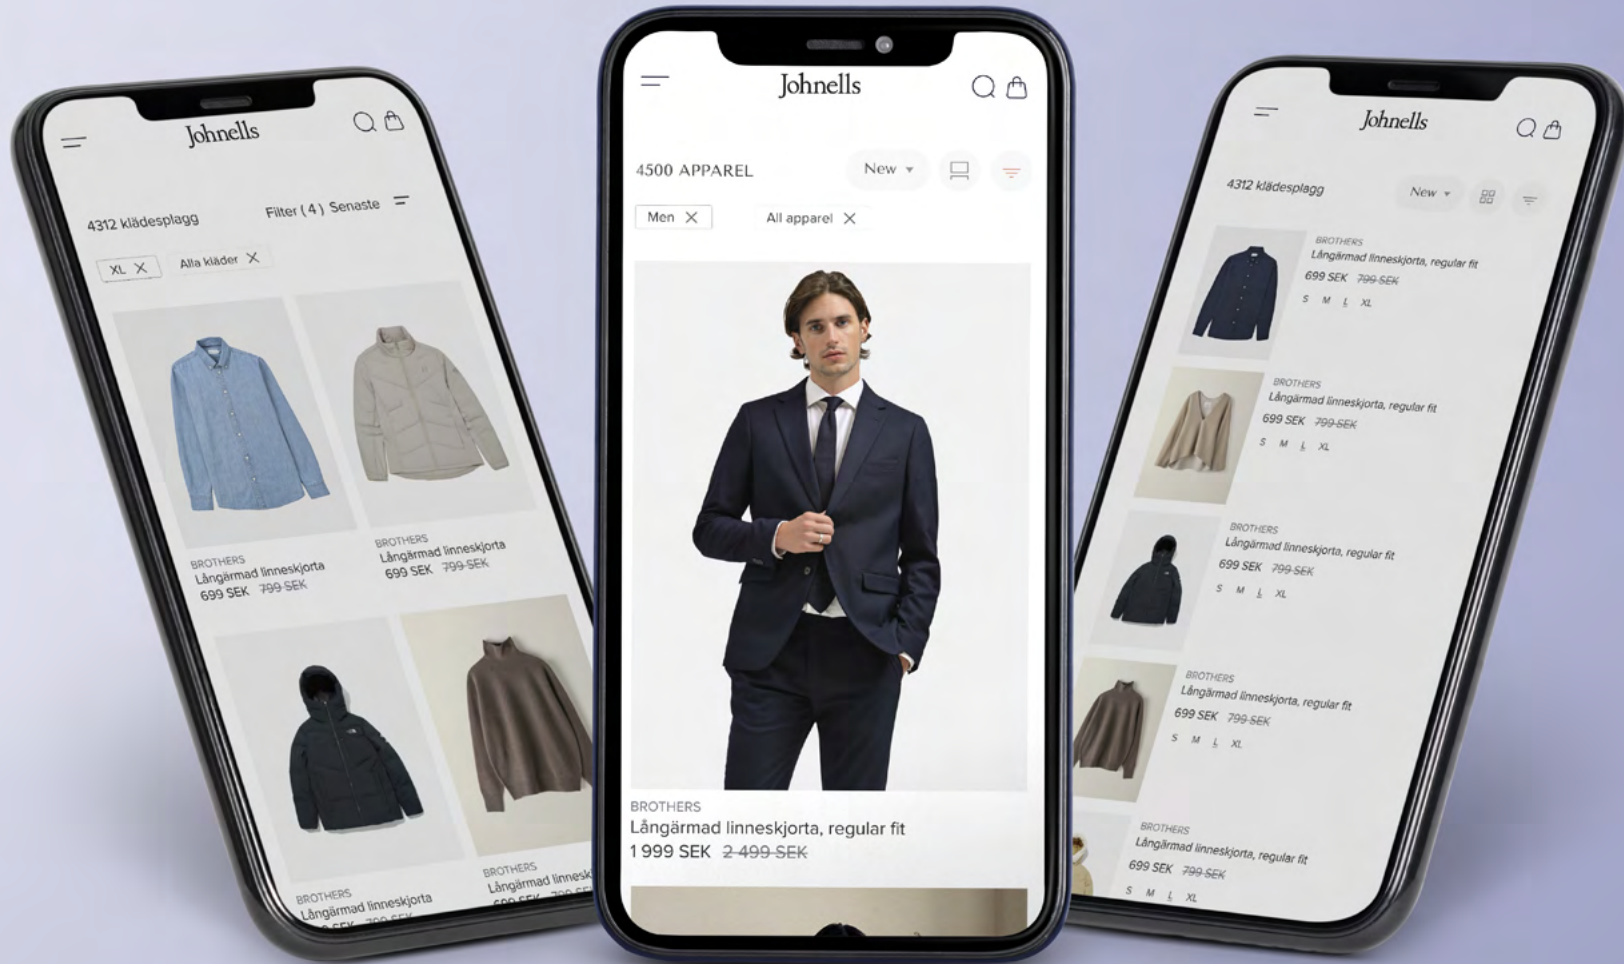 Johnells
4312 klädesplagg
Filter (4) Senaste
XL
Alla kläder
BROTHERS
Långärmad linneskjorta
699 SEK 799 SEK
BROTHERS
Långärmad linneskjorta
699 SEK 799 SEK
BROTHERS
Långärmad linneskjorta
BROTHERS
Johnells
4500 APPAREL
New
Men
All apparel
BROTHERS
Långärmad linneskjorta, regular fit
1 999 SEK 2 499 SEK
Johnells
4312 klädesplagg
New
BROTHERS
Långärmad linneskjorta, regular fit
699 SEK 799 SEK
S M L XL
BROTHERS
Långärmad linneskjorta, regular fit
699 SEK 799 SEK
S M L XL
BROTHERS
Långärmad linneskjorta, regular fit
699 SEK 799 SEK
S M L XL
BROTHERS
Långärmad linneskjorta, regular fit
699 SEK 799 SEK
S M L XL
BROTHERS
Långärmad linneskjorta, regular fit
699 SEK 799 SEK
S M L XL